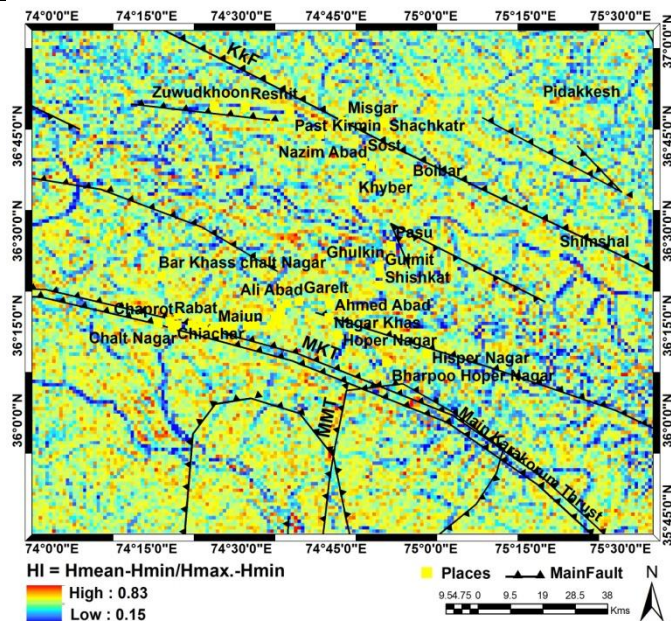 74°0'0"E 74°15'0"E 74°30'0"E 74°45'0"E 75°0'0"E 75°15'0"E 75°30'0"E
37°0'0"N
KkF
Zuwudkhoon Reshit
Pidakkesh
Misgar
36°45'0"N
36°45'0"N
Past Kirmin Shachkatr
Sost
Nazim Abad
Boibar
Khyber
36°30'0"N
36°30'0"N
Pasu
Shimshal
Ghulkin
Gulmit
Bar Khass chalt Nagar
Shishkat
Ali Abad Garelt
Chaprot Rabat
Ahmed Abad
Maiun
36°15'0"N
36°15'0"N
Nagar Khas
Chalt Nagar
Chiachar
Hoper Nagar
MKT
Hisper Nagar
Bharpoo Hoper Nagar
36°0'0"N
36°0'0"N
MMT
Main Karakorum Thrust
35°45'0"N
74°0'0"E 74°15'0"E 74°30'0"E 74°45'0"E 75°0'0"E 75°15'0"E 75°30'0"E
HI = Hmean-Hmin/Hmax.-Hmin
High : 0.83
Low : 0.15
Places MainFault
N
9.54.75 0 9.5 19 28.5 38
Kms